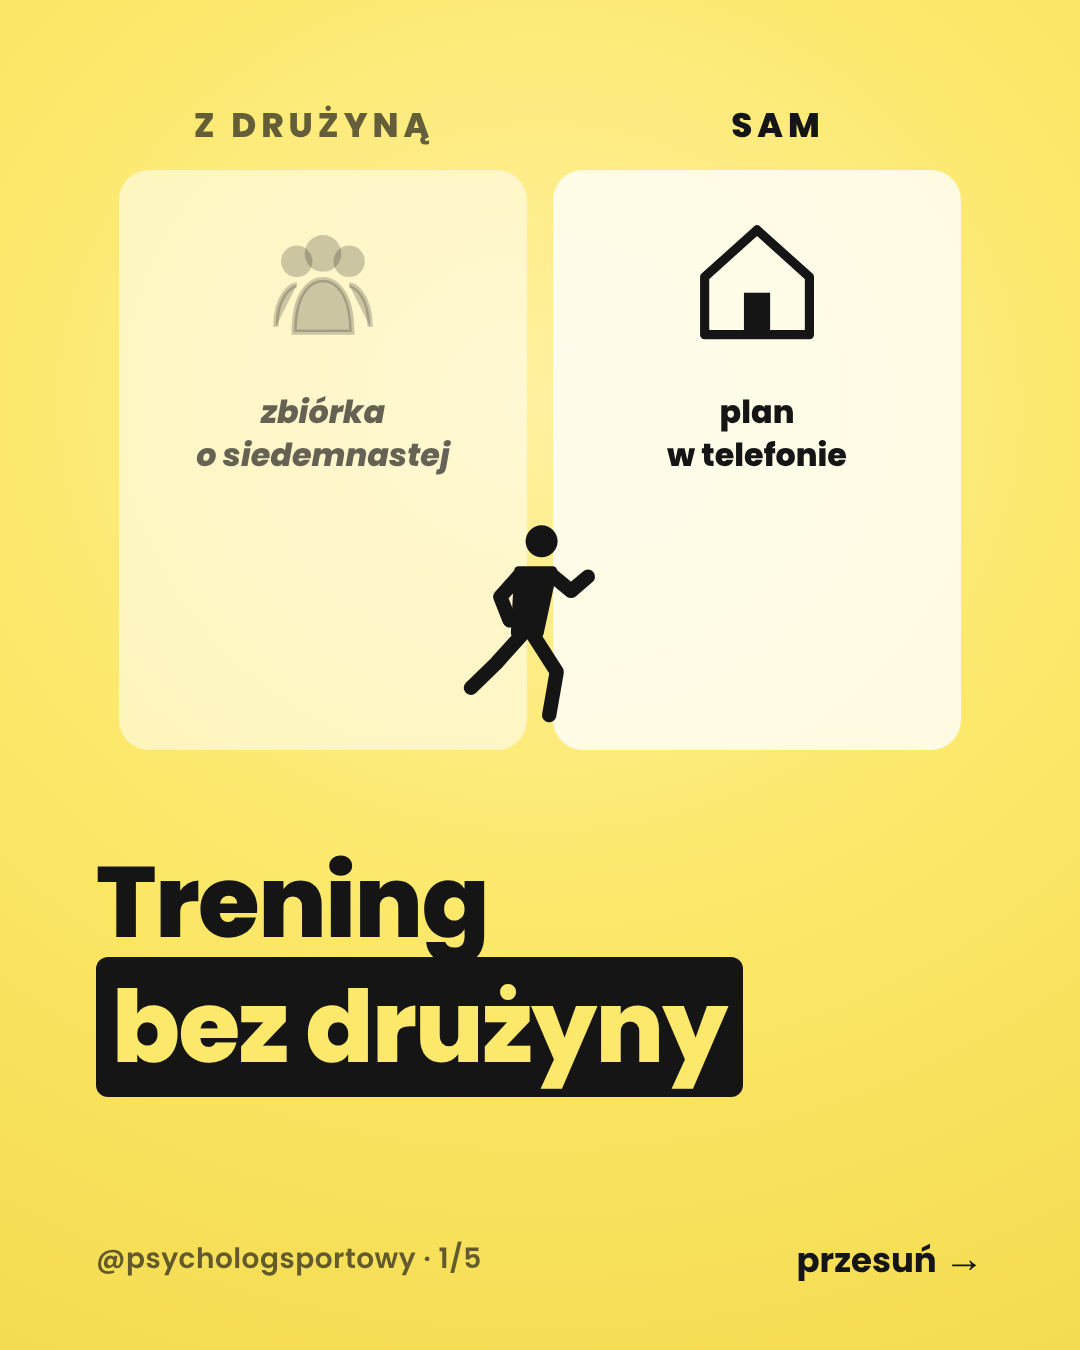 Z DRUŻYNĄ
SAM
zbiórka
o siedemnastej
plan
w telefonie
Trening
bez drużyny
@psychologsportowy · 1/5
przesuń →